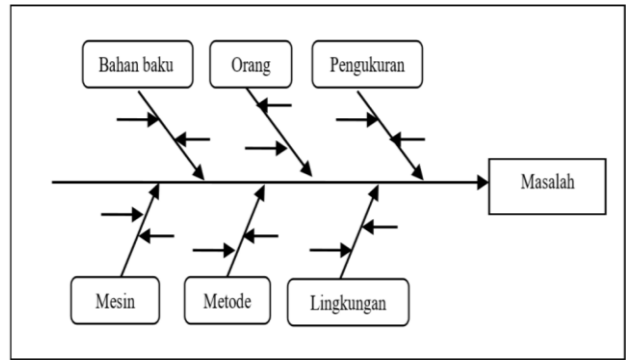 Bahan baku
Orang
Pengukuran
Masalah
Mesin
Metode
Lingkungan